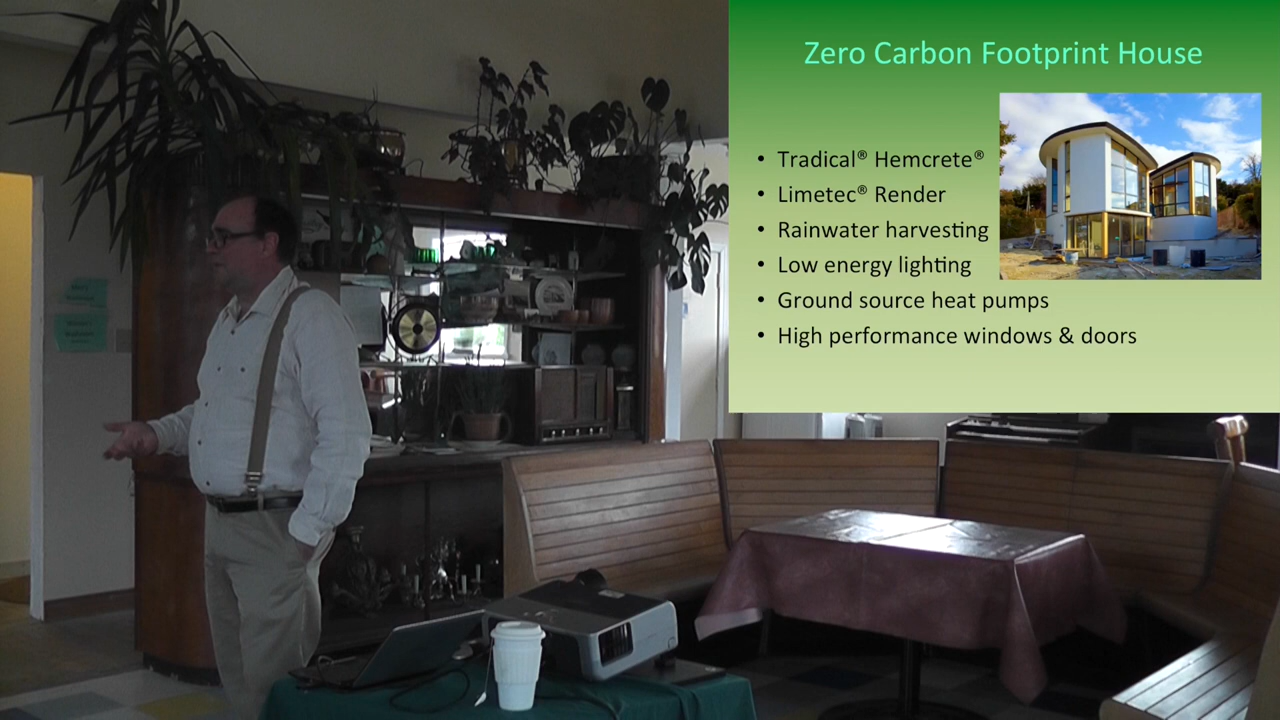 Zero Carbon Footprint House
• Tradical® Hemcrete®
• Limetec® Render
• Rainwater harvesting
• Low energy lighting
• Ground source heat pumps
• High performance windows & doors